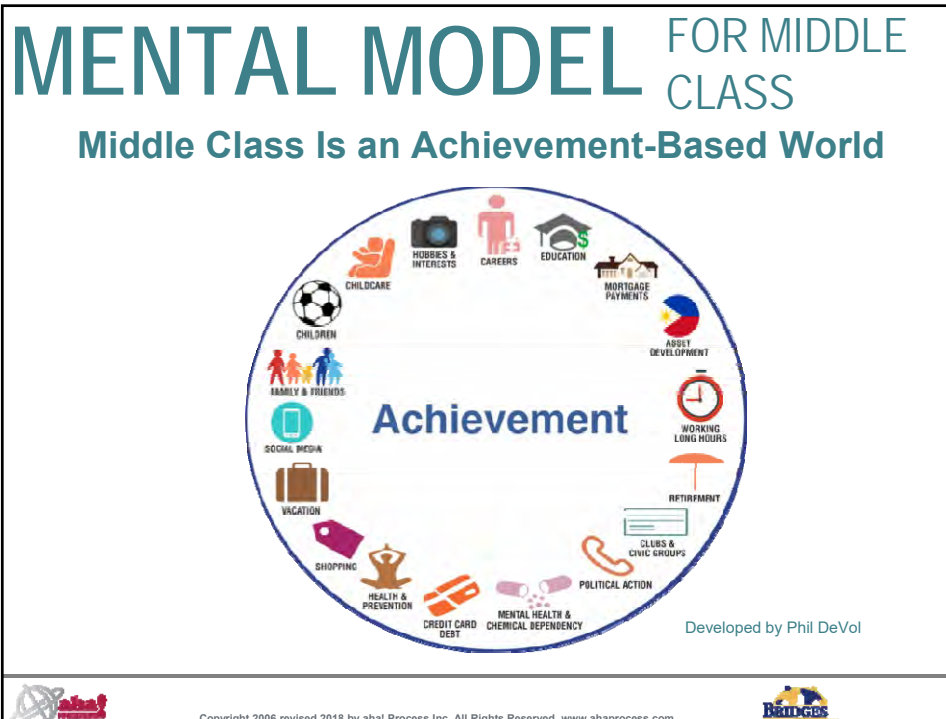 MENTAL MODEL FOR MIDDLE
CLASS
Middle Class Is an Achievement-Based World
HOBBIES &
INTERESTS
CAREERS
EDUCATION
$
MORTGAGE
PAYMENTS
CHILDCARE
CHILDREN
ASSET
DEVELOPMENT
FAMILY & FRIENDS
Achievement
WORKING
LONG HOURS
SOCIAL MEDIA
RETIREMENT
VACATION
CLUBS &
CIVIC GROUPS
SHOPPING
POLITICAL ACTION
HEALTH &
PREVENTION
CREDIT CARD
DEBT
MENTAL HEALTH &
CHEMICAL DEPENDENCY
Developed by Phil DeVol
aha!
Copyright 2006 revised 2018 by aha! Process Inc. All Rights Reserved. www.ahaprocess.com
BRIDGES